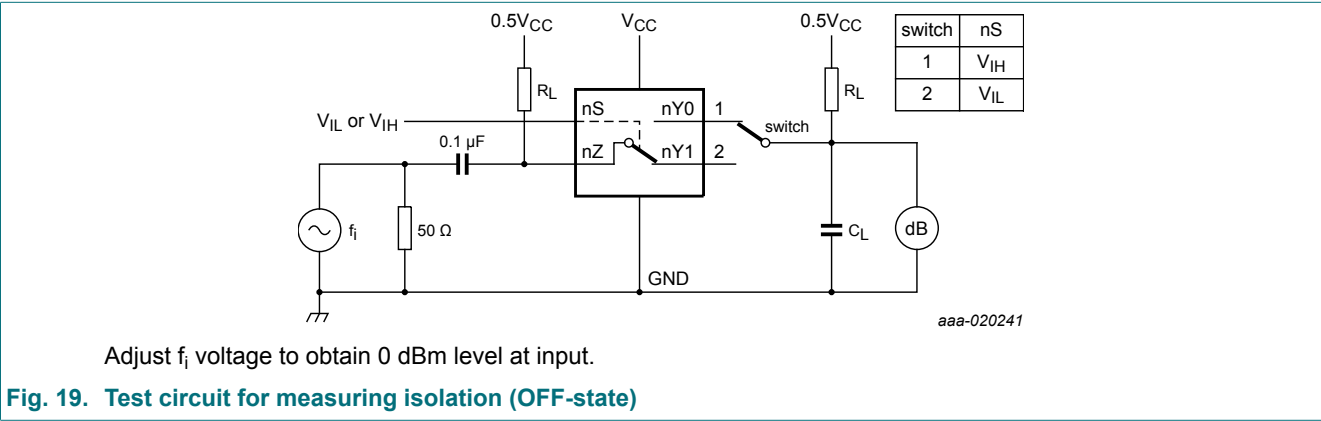 0.5VCC VCC 0.5VCC
switch nS
1 VIH
2 VIL
RL RL
nS nY0 1
VIL or VIH
switch
0.1 µF
nZ nY1 2
fi 50 Ω CL dB
GND
aaa-020241
Adjust fi voltage to obtain 0 dBm level at input.
Fig. 19. Test circuit for measuring isolation (OFF-state)